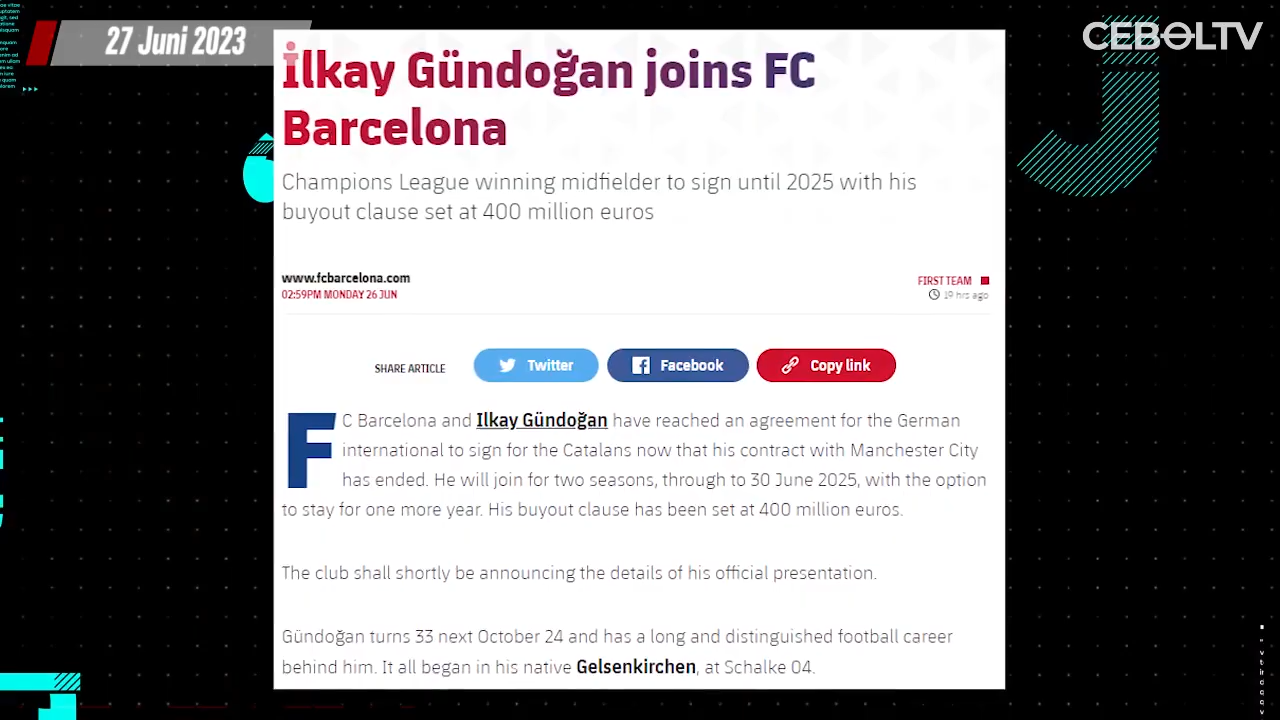 27 Juni 2023
CEBOLTV
İlkay Gündoğan joins FC
Barcelona
Champions League winning midfielder to sign until 2025 with his
buyout clause set at 400 million euros
www.fcbarcelona.com
02:59PM MONDAY 26 JUN
FIRST TEAM
19 hrs ago
SHARE ARTICLE
Twitter
Facebook
Copy link
FC Barcelona and Ilkay Gündoğan have reached an agreement for the German
international to sign for the Catalans now that his contract with Manchester City
has ended. He will join for two seasons, through to 30 June 2025, with the option
to stay for one more year. His buyout clause has been set at 400 million euros.
The club shall shortly be announcing the details of his official presentation.
Gündoğan turns 33 next October 24 and has a long and distinguished football career
behind him. It all began in his native Gelsenkirchen, at Schalke 04.